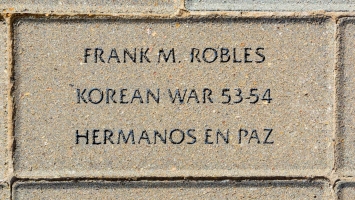 FRANK M. ROBLES
KOREAN WAR 53-54
HERMANOS EN PAZ